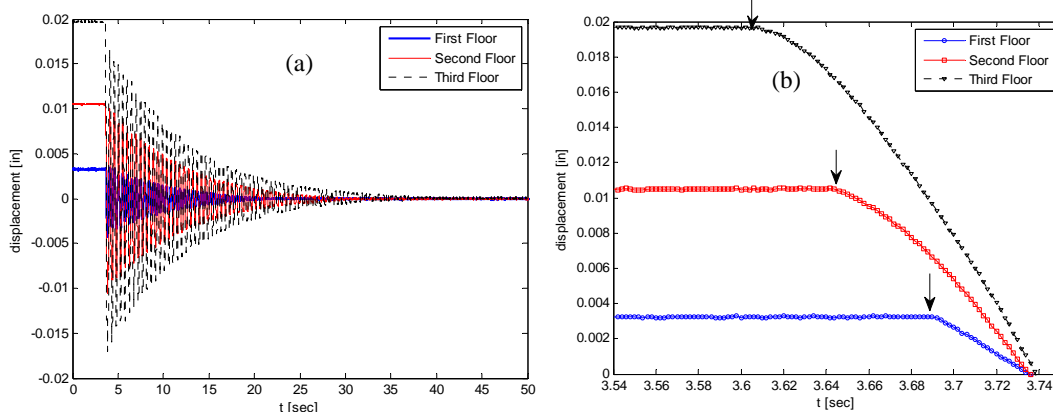 0.02
0.015
0.01
0.005
0
-0.005
-0.01
-0.015
-0.02
0 5 10 15 20 25 30 35 40 45 50
displacement [in]
t [sec]
(a)
First Floor
Second Floor
Third Floor
0.02
0.018
0.016
0.014
0.012
0.01
0.008
0.006
0.004
0.002
0
3.54 3.56 3.58 3.6 3.62 3.64 3.66 3.68 3.7 3.72 3.74
displacement [in]
t [sec]
(b)
First Floor
Second Floor
Third Floor